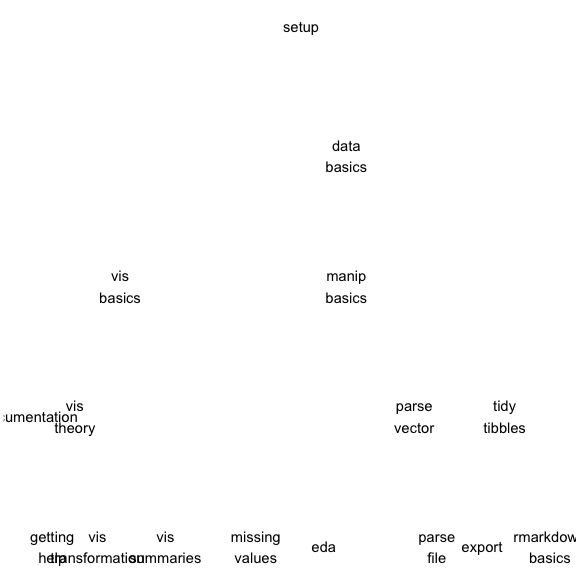 setup
data
basics
vis
basics
manip
basics
cumentation
vis
theory
parse
vector
tidy
tibbles
getting
help
vis
transformation
vis
summaries
missing
values
eda
parse
file
export
rmarkdow
basics